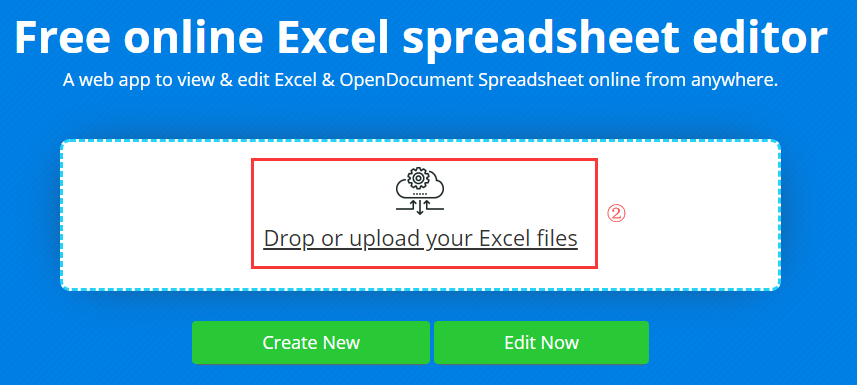 Free online Excel spreadsheet editor
A web app to view & edit Excel & OpenDocument Spreadsheet online from anywhere.
②
Drop or upload your Excel files
Create New
Edit Now